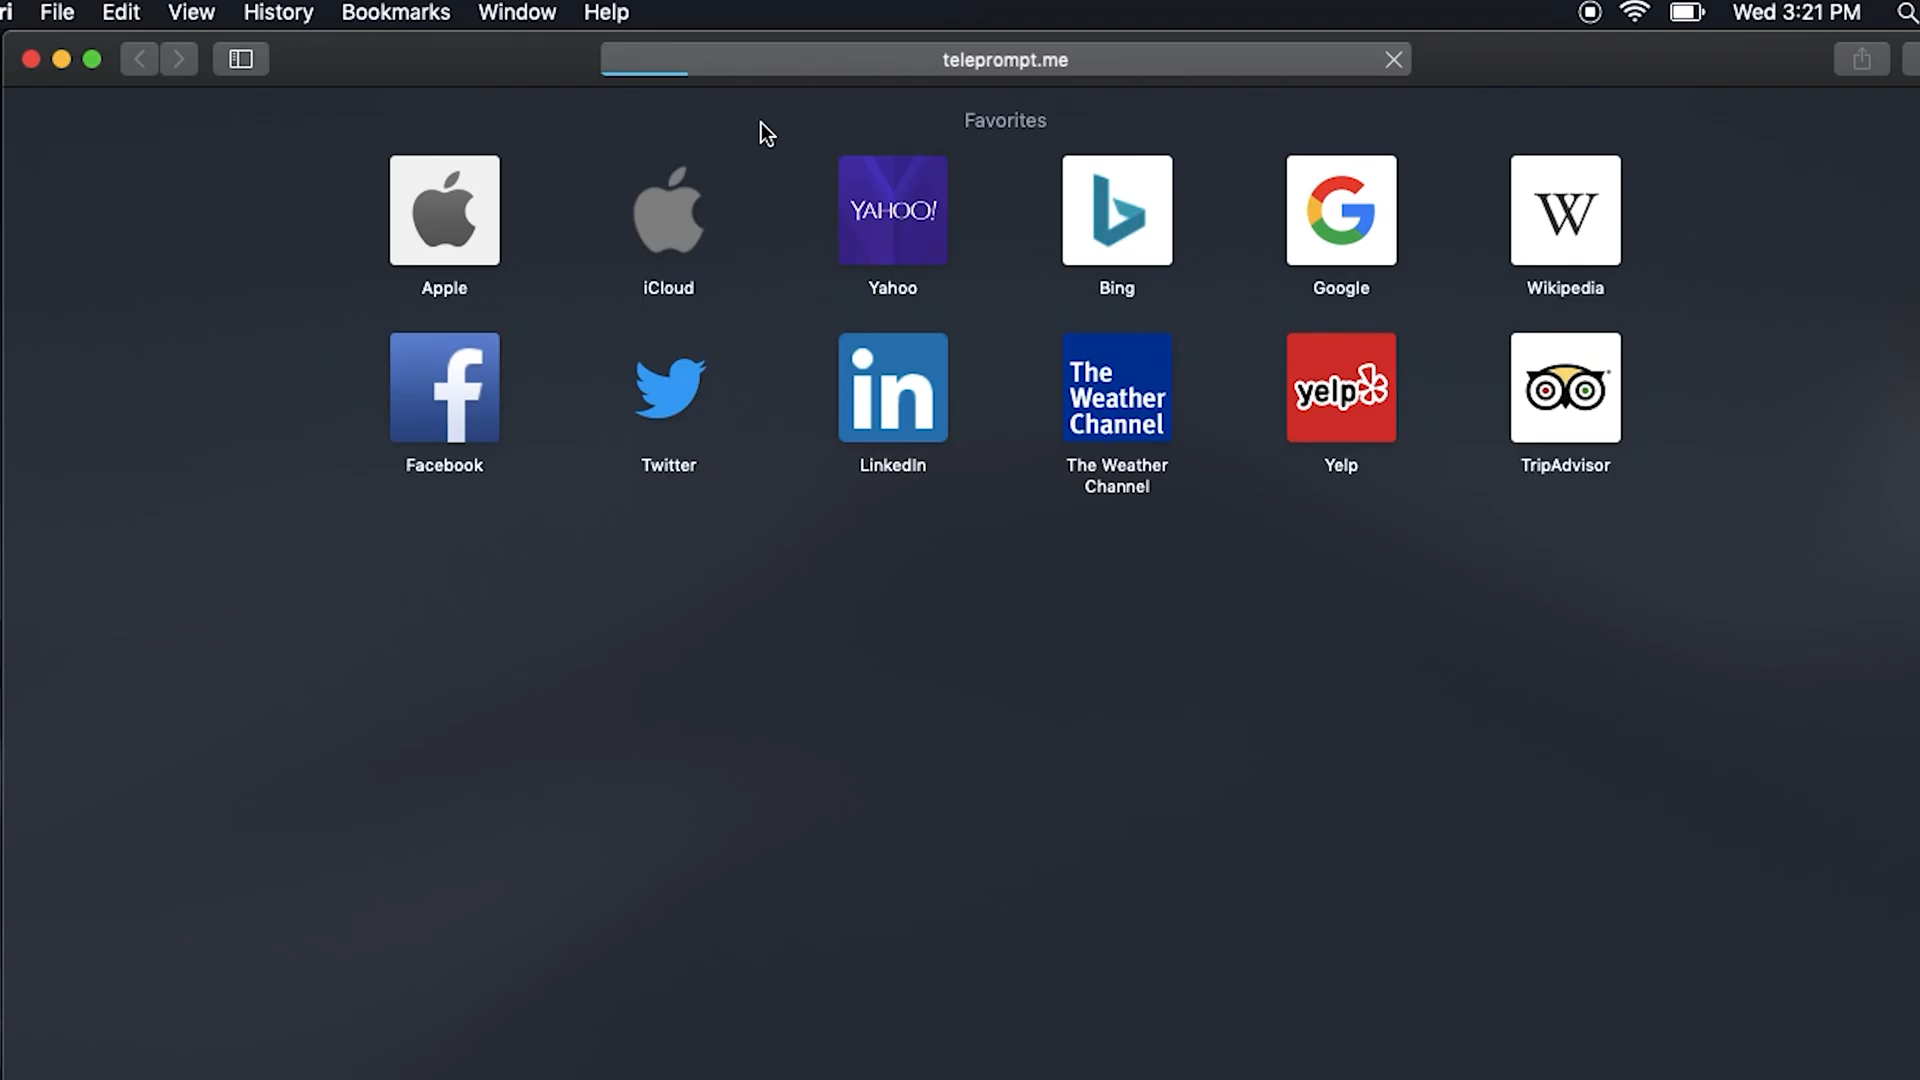 ri File Edit View History Bookmarks Window Help Wed 3:21 PM
teleprompt.me
Favorites
YAHOO!
W
Apple iCloud Yahoo Bing Google Wikipedia
f
in
The
Weather
Channel
yelp
Facebook Twitter LinkedIn The Weather Channel Yelp TripAdvisor